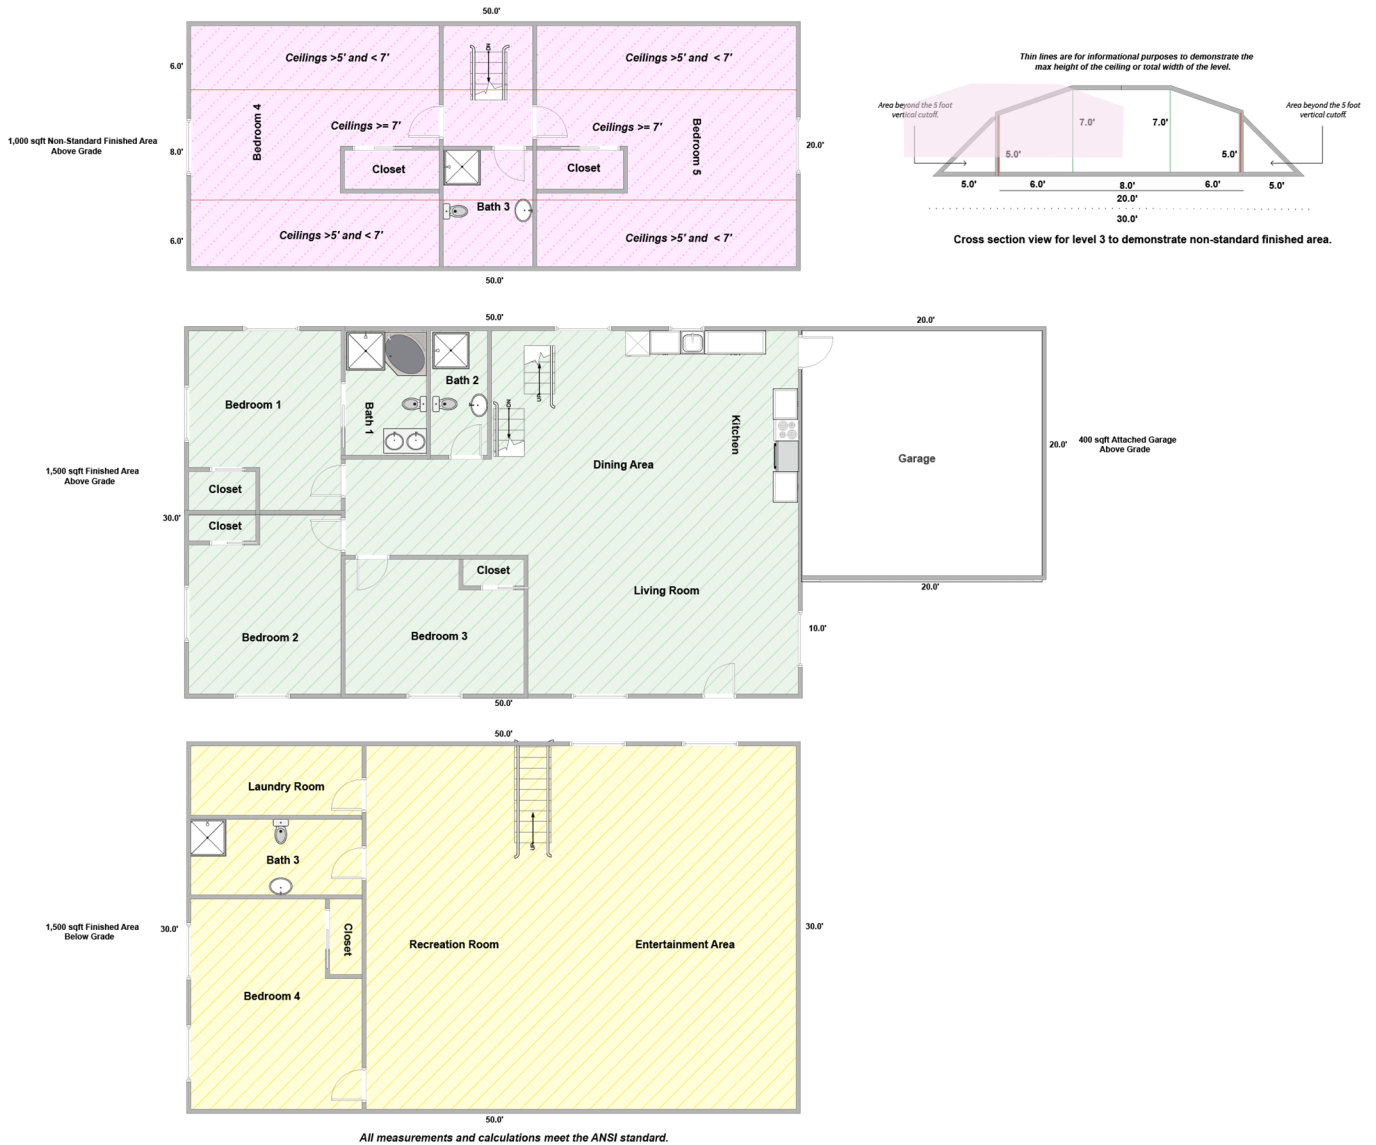 50.0'
6.0'
Ceilings >5' and < 7'
DN
Ceilings >5' and < 7'
Bedroom 4
Ceilings >= 7'
Ceilings >= 7'
Bedroom 5
1,000 sqft Non-Standard Finished Area
Above Grade
8.0'
20.0'
Closet
Closet
Bath 3
6.0'
Ceilings >5' and < 7'
Ceilings >5' and < 7'
50.0'
Thin lines are for informational purposes to demonstrate the
max height of the ceiling or total width of the level.
Area beyond the 5 foot
vertical cutoff.
Area beyond the 5 foot
vertical cutoff.
7.0'
7.0'
5.0'
5.0'
5.0'
6.0'
8.0'
6.0'
5.0'
20.0'
30.0'
Cross section view for level 3 to demonstrate non-standard finished area.
50.0'
20.0'
Bedroom 1
Bath 1
Bath 2
UP
DN
Kitchen
Dining Area
Garage
20.0'
400 sqft Attached Garage
Above Grade
1,500 sqft Finished Area
Above Grade
Closet
30.0'
Closet
Closet
20.0'
Living Room
Bedroom 2
Bedroom 3
10.0'
50.0'
50.0'
Laundry Room
UP
Bath 3
1,500 sqft Finished Area
Below Grade
30.0'
Closet
Recreation Room
Entertainment Area
30.0'
Bedroom 4
50.0'
All measurements and calculations meet the ANSI standard.